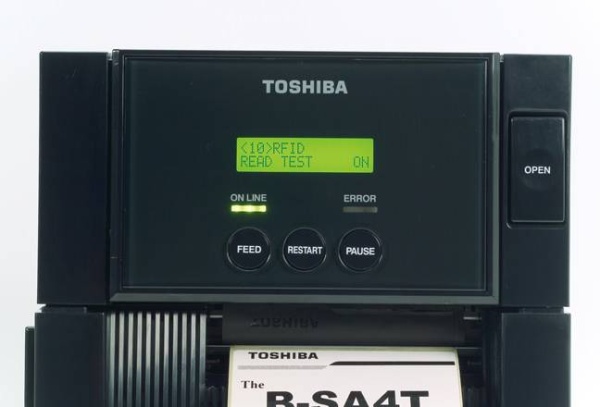 TOSHIBA
<10>RFID
READ TEST ON
ON LINE ERROR
OPEN
FEED RESTART PAUSE
TOSHIBA
TOSHIBA
The
B-SA4T